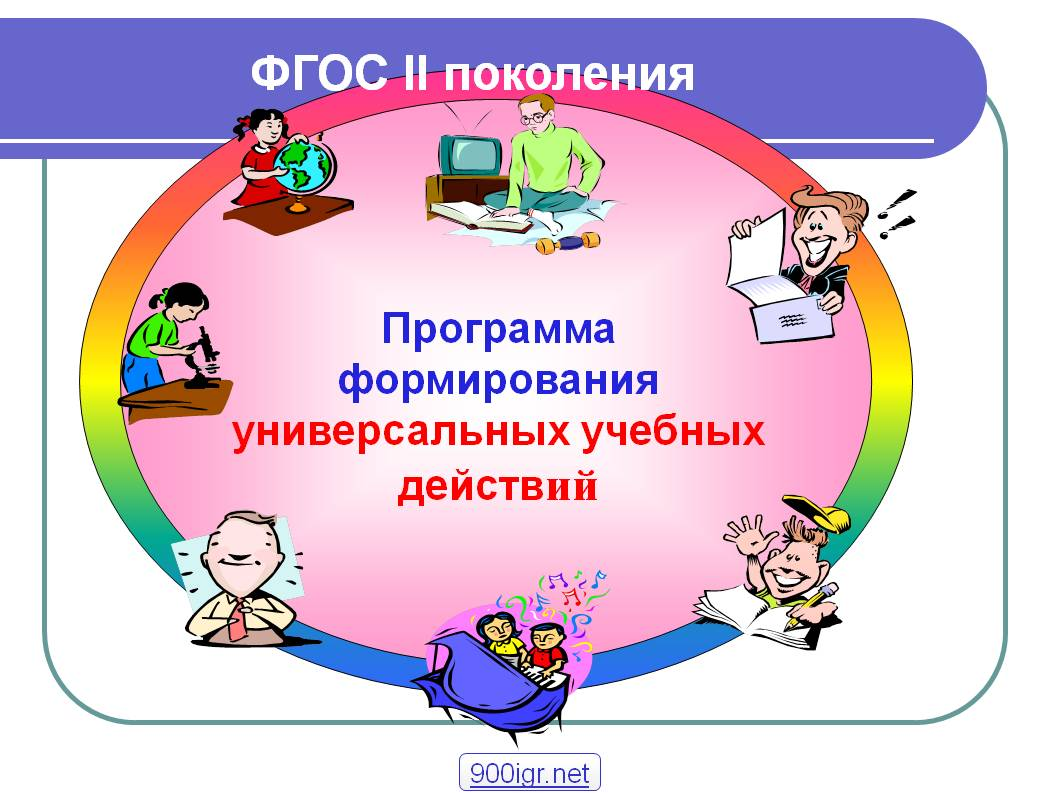 ФГОС II поколения
Программа
формирования
универсальных учебных
действий
900igr.net